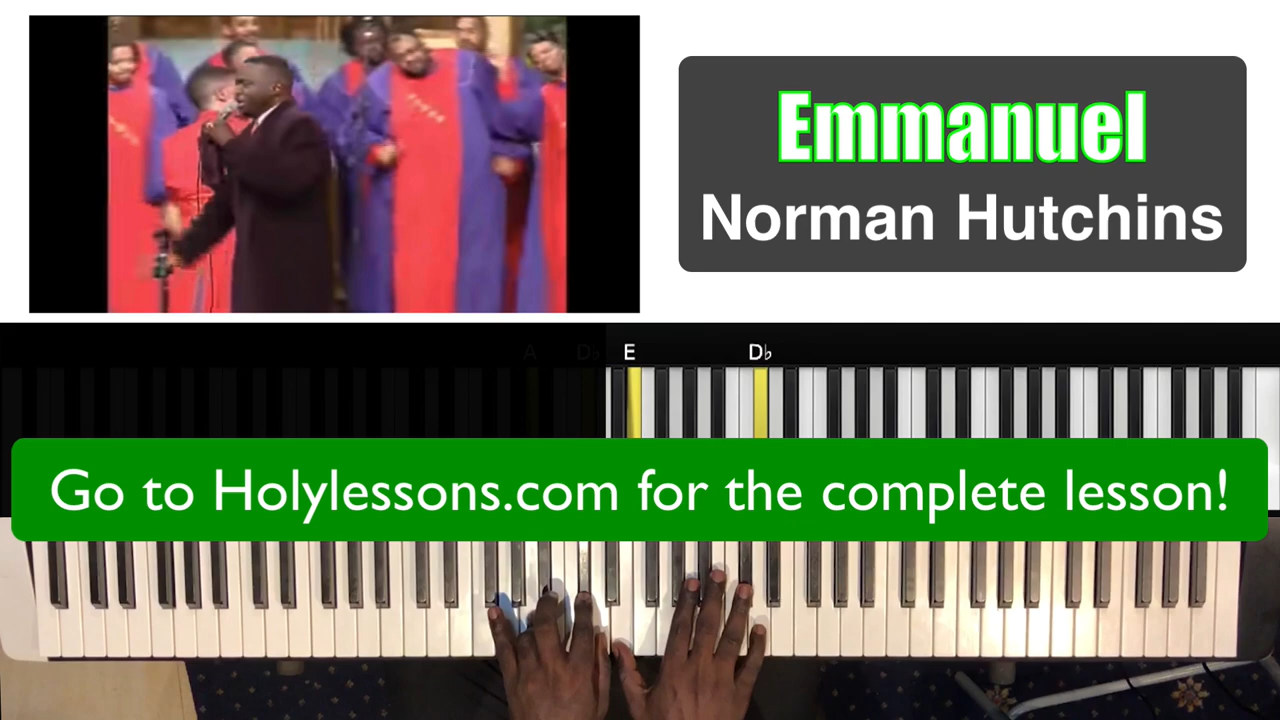 Emmanuel
Norman Hutchins
A D♭ E D♭
Go to Holylessons.com for the complete lesson!